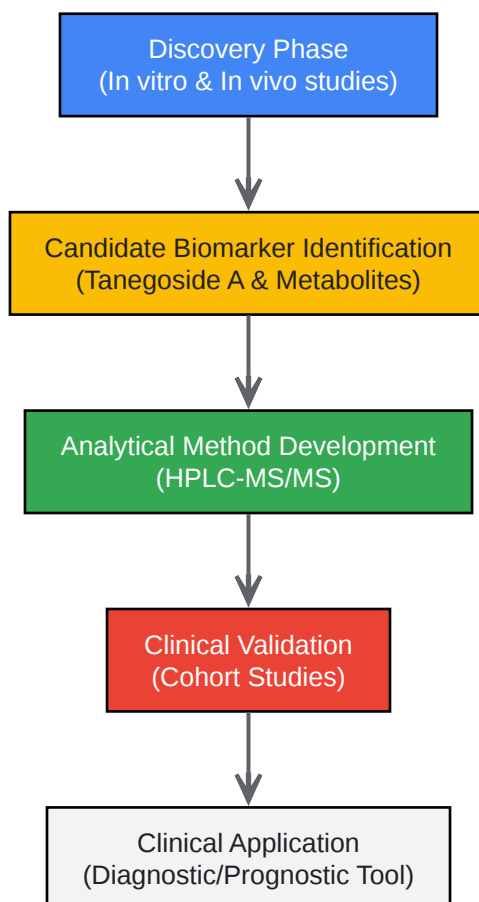 Discovery Phase
(In vitro & In vivo studies)
Candidate Biomarker Identification
(Tanegoside A & Metabolites)
Analytical Method Development
(HPLC-MS/MS)
Clinical Validation
(Cohort Studies)
Clinical Application
(Diagnostic/Prognostic Tool)